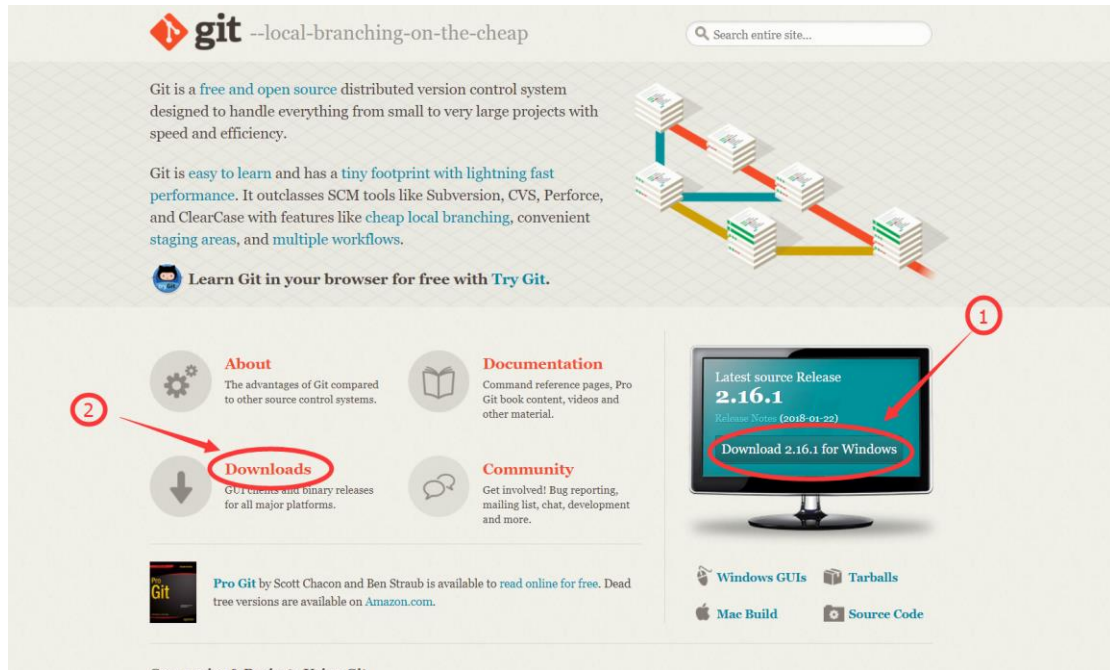 git --local-branching-on-the-cheap
Search entire site...
Git is a free and open source distributed version control system
designed to handle everything from small to very large projects with
speed and efficiency.
Git is easy to learn and has a tiny footprint with lightning fast
performance. It outclasses SCM tools like Subversion, CVS, Perforce,
and ClearCase with features like cheap local branching, convenient
staging areas, and multiple workflows.
Learn Git in your browser for free with Try Git.
1
About
The advantages of Git compared
to other source control systems.
Documentation
Command reference pages, Pro
Git book content, videos and
other material.
2
Downloads
GUI clients and binary releases
for all major platforms.
Community
Get involved! Bug reporting,
mailing list, chat, development
and more.
Latest source Release
2.16.1
Release Notes (2018-01-22)
Download 2.16.1 for Windows
Pro
Git
Pro Git by Scott Chacon and Ben Straub is available to read online for free. Dead
tree versions are available on Amazon.com.
Windows GUIs
Tarballs
Mac Build
Source Code